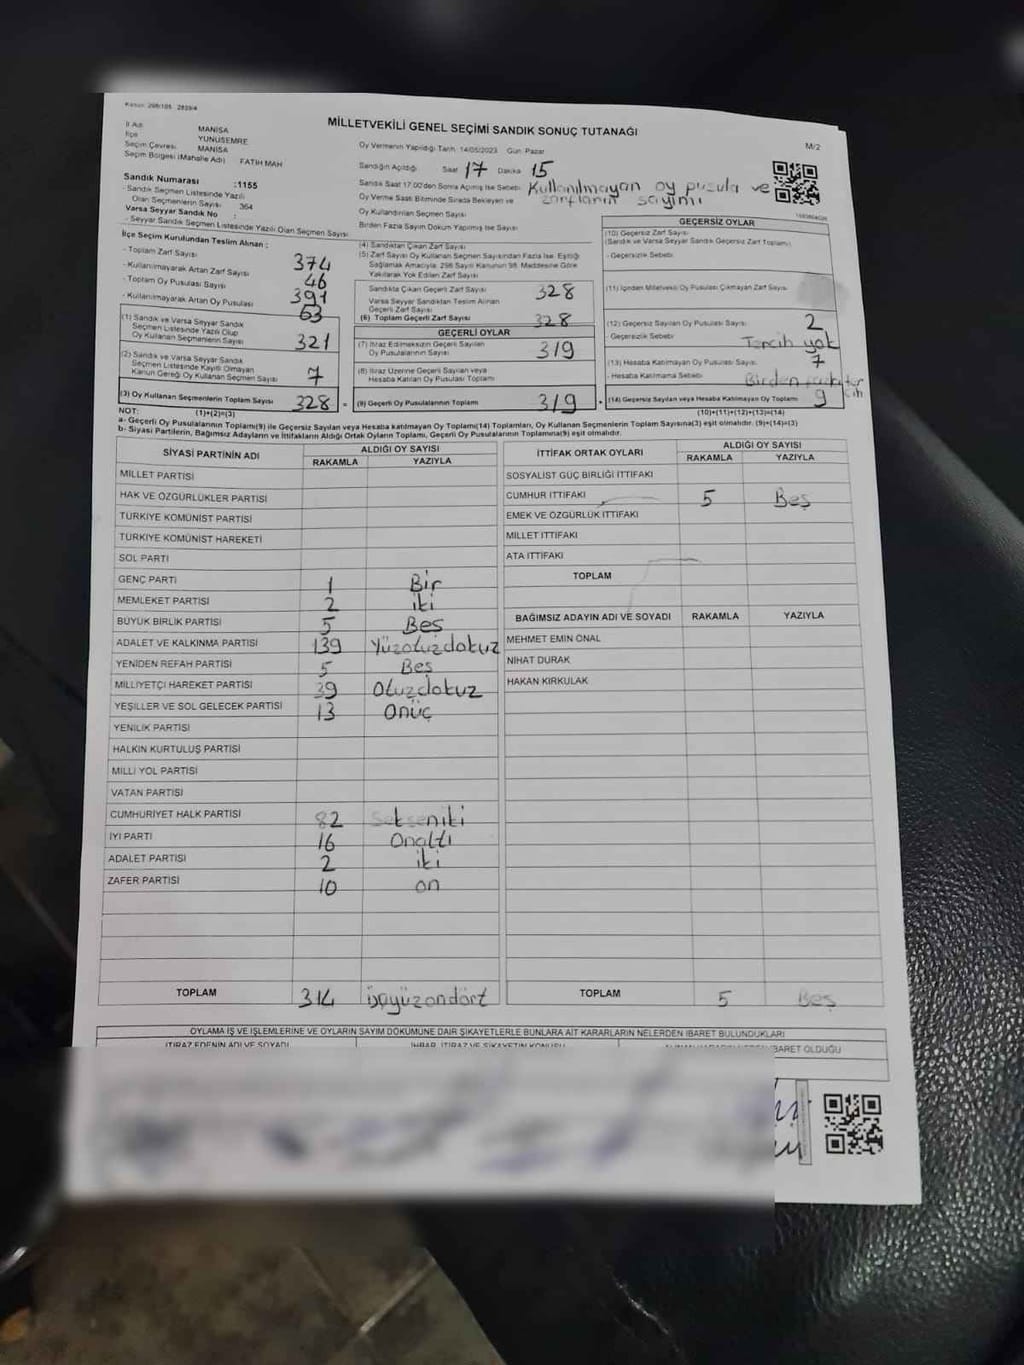 Kanun: 298/105 2839/4
MİLLETVEKİLİ GENEL SEÇİMİ SANDIK SONUÇ TUTANAĞI
M/2
İl Adı MANİSA
İlçe YUNUSEMRE
Seçim Çevresi MANİSA
Seçim Bölgesi (Mahalle Adı) FATİH MAH
Oy Vermenin Yapıldığı Tarih: 14/05/2023 Gün: Pazar
Sandığın Açıldığı Saat 17 Dakika 15
Sandık Saat 17.00'den Sonra Açılmış İse Sebebi Kullanılmayan oy pusula ve
zarfların sayımı
Oy Verme Saati Bitiminde Sırada Bekleyen ve
Oy Kullandırılan Seçmen Sayısı
Birden Fazla Sayım Döküm Yapılmış İse Sayısı
Sandık Numarası :1155
- Sandık Seçmen Listesinde Yazılı
Olan Seçmenlerin Sayısı 364
Varsa Seyyar Sandık No :
- Seyyar Sandık Seçmen Listesinde Yazılı Olan Seçmen Sayısı
İlçe Seçim Kurulundan Teslim Alınan ;
- Toplam Zarf Sayısı 374
- Kullanılmayarak Artan Zarf Sayısı 46
- Toplam Oy Pusulası Sayısı 391
- Kullanılmayarak Artan Oy Pusulası 63
(1) Sandık ve Varsa Seyyar Sandık
Seçmen Listesinde Yazılı Olup
Oy Kullanan Seçmenlerin Sayısı 321
(2) Sandık ve Varsa Seyyar Sandık
Seçmen Listesinde Kayıtlı Olmayan
Kanun Gereği Oy Kullanan Seçmen Sayısı 7
(3) Oy Kullanan Seçmenlerin Toplam Sayısı 328 =
(4) Sandıktan Çıkan Zarf Sayısı
(5) Zarf Sayısı Oy Kullanan Seçmen Sayısından Fazla İse, Eşitliği
Sağlamak Amacıyla, 298 Sayılı Kanunun 98. Maddesine Göre
Yakılarak Yok Edilen Zarf Sayısı
Sandıkta Çıkan Geçerli Zarf Sayısı 328
Varsa Seyyar Sandıktan Teslim Alınan
Geçerli Zarf Sayısı
(6) Toplam Geçerli Zarf Sayısı 328
GEÇERLİ OYLAR
(7) İtiraz Edilmeksizin Geçerli Sayılan
Oy Pusulalarının Sayısı 319
(8) İtiraz Üzerine Geçerli Sayılan veya
Hesaba Katılan Oy Pusulası Toplamı
(9) Geçerli Oy Pusulalarının Toplamı 319 +
GEÇERSİZ OYLAR
(10) Geçersiz Zarf Sayısı
(Sandık ve Varsa Seyyar Sandık Geçersiz Zarf Toplamı)
- Geçersizlik Sebebi
(11) İçinden Milletvekili Oy Pusulası Çıkmayan Zarf Sayısı
(12) Geçersiz Sayılan Oy Pusulası Sayısı 2
- Geçersizlik Sebebi Tercih yok
(13) Hesaba Katılmayan Oy Pusulası Sayısı 7
- Hesaba Katılmama Sebebi Birden
(14) Geçersiz Sayılan veya Hesaba Katılmayan Oy Toplamı 9
NOT: (1)+(2)=(3) (10)+(11)+(12)+(13)=(14)
a- Geçerli Oy Pusulalarının Toplamı(9) ile Geçersiz Sayılan veya Hesaba katılmayan Oy Toplamı(14) Toplamları, Oy Kullanan Seçmenlerin Toplam Sayısına(3) eşit olmalıdır. (9)+(14)=(3)
b- Siyasi Partilerin, Bağımsız Adayların ve İttifakların Aldığı Ortak Oyların Toplamı, Geçerli Oy Pusulalarının Toplamına(9) eşit olmalıdır.
SİYASİ PARTİNİN ADI ALDIĞI OY SAYISI
RAKAMLA YAZIYLA
MİLLET PARTİSİ
HAK VE ÖZGÜRLÜKLER PARTİSİ
TÜRKİYE KOMÜNİST PARTİSİ
TÜRKİYE KOMÜNİST HAREKETİ
SOL PARTİ
GENÇ PARTİ 1 Bir
MEMLEKET PARTİSİ 2 iki
BÜYÜK BİRLİK PARTİSİ 5 Beş
ADALET VE KALKINMA PARTİSİ 139 Yüzotuzdokuz
YENİDEN REFAH PARTİSİ 5 Beş
MİLLİYETÇİ HAREKET PARTİSİ 39 Otuzdokuz
YEŞİLLER VE SOL GELECEK PARTİSİ 13 Onüç
YENİLİK PARTİSİ
HALKIN KURTULUŞ PARTİSİ
MİLLİ YOL PARTİSİ
VATAN PARTİSİ
CUMHURİYET HALK PARTİSİ 82 Sekseniki
İYİ PARTİ 16 Onaltı
ADALET PARTİSİ 2 iki
ZAFER PARTİSİ 10 on
TOPLAM 314 üçyüzondört
İTTİFAK ORTAK OYLARI ALDIĞI OY SAYISI
RAKAMLA YAZIYLA
SOSYALİST GÜÇ BİRLİĞİ İTTİFAKI
CUMHUR İTTİFAKI 5 Beş
EMEK VE ÖZGÜRLÜK İTTİFAKI
MİLLET İTTİFAKI
ATA İTTİFAKI
TOPLAM
BAĞIMSIZ ADAYIN ADI VE SOYADI RAKAMLA YAZIYLA
MEHMET EMİN ÖNAL
NİHAT DURAK
HAKAN KIRKULAK
TOPLAM 5 Beş
OYLAMA İŞ VE İŞLEMLERİNE VE OYLARIN SAYIM DÖKÜMÜNE DAİR ŞİKAYETLERLE BUNLARA AİT KARARLARIN NELERDEN İBARET BULUNDUKLARI
İTİRAZ EDENİN ADI VE SOYADI İHBAR, İTİRAZ VE ŞİKAYETİN KONUSU İBARET OLDUĞU